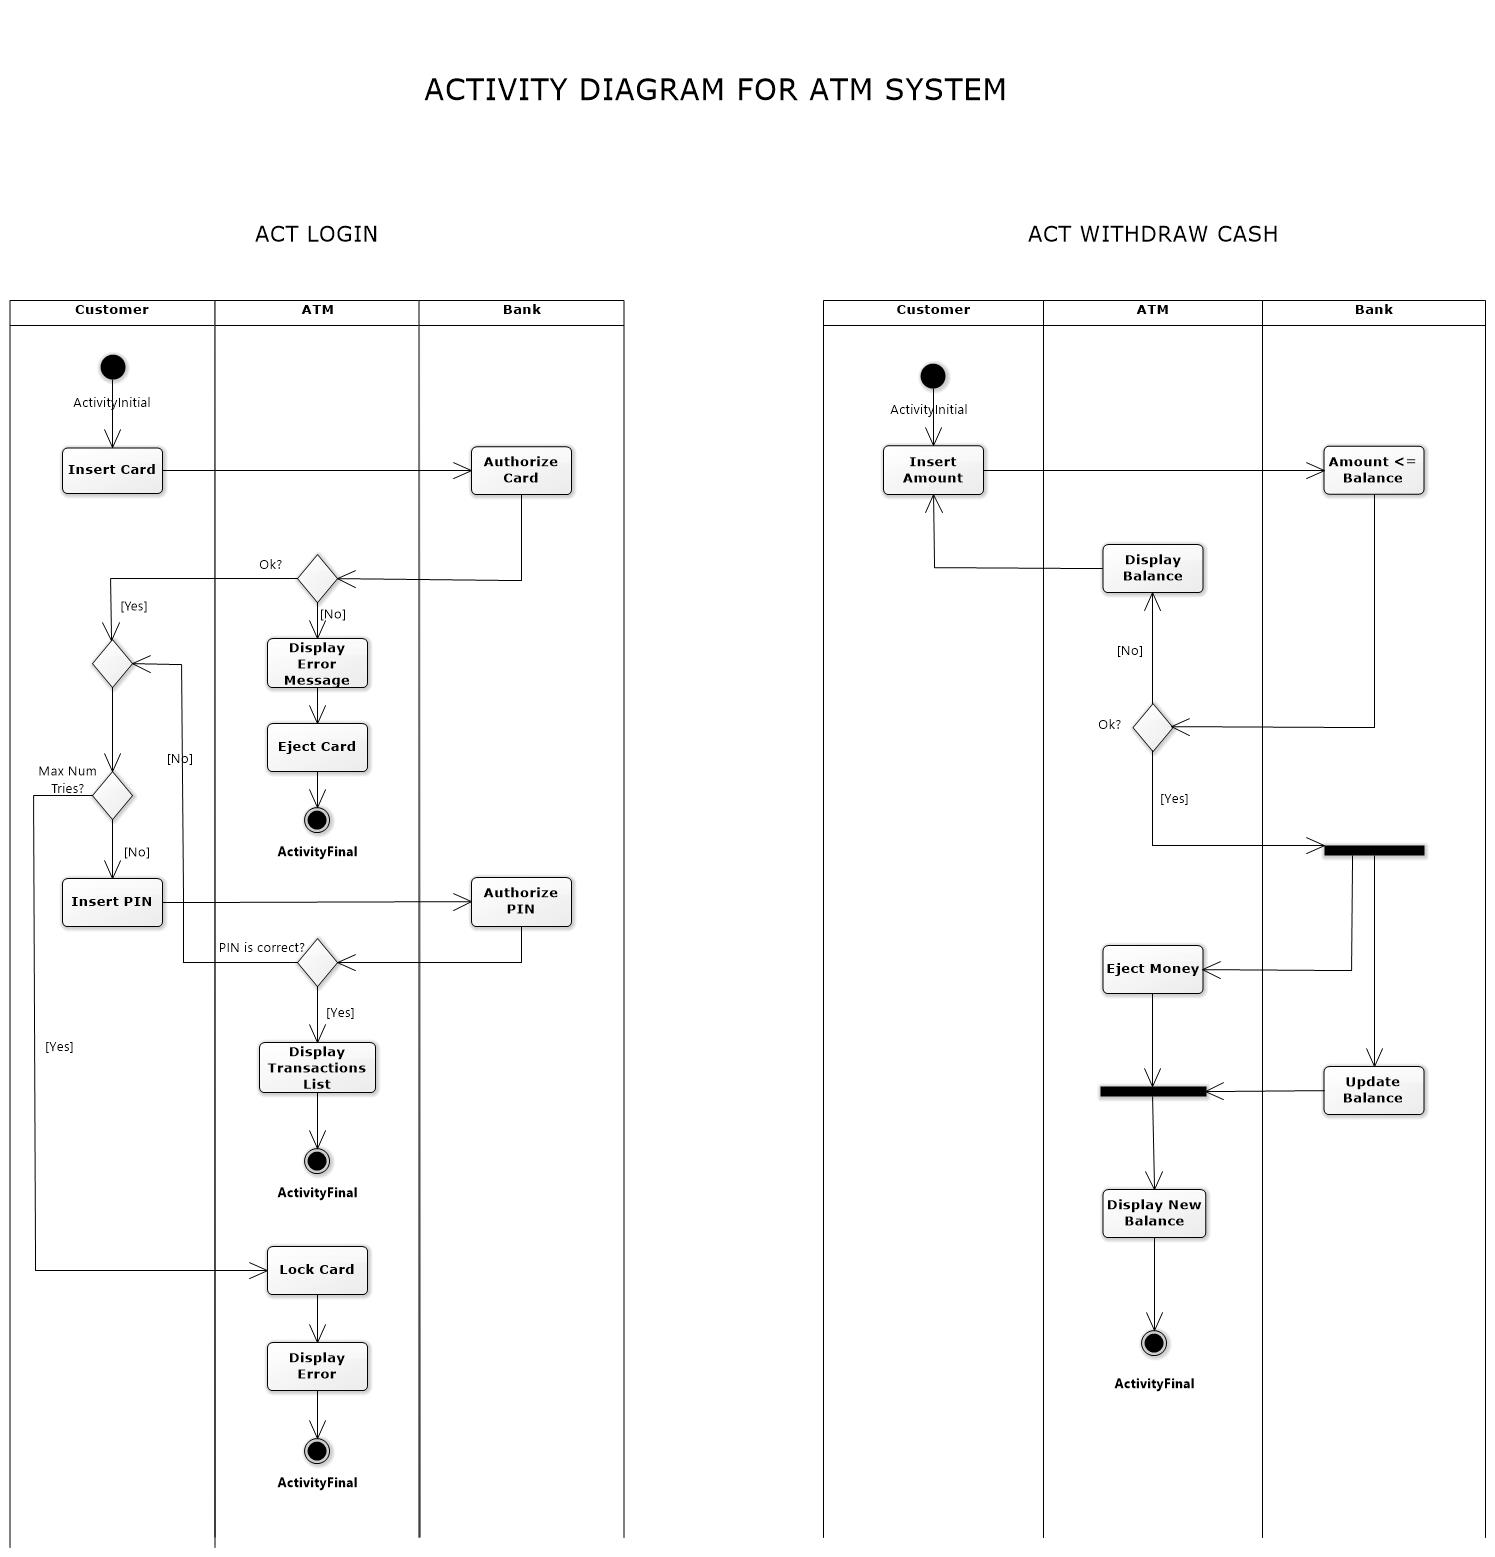 ACTIVITY DIAGRAM FOR ATM SYSTEM
ACT LOGIN
Customer
ATM
Bank
ActivityInitial
Insert Card
Authorize
Card
Ok?
[Yes]
[No]
Display
Error
Message
Eject Card
ActivityFinal
[No]
Max Num
Tries?
[No]
Insert PIN
Authorize
PIN
PIN is correct?
[Yes]
Display
Transactions
List
ActivityFinal
[Yes]
Lock Card
Display
Error
ActivityFinal
ACT WITHDRAW CASH
Customer
ATM
Bank
ActivityInitial
Insert
Amount
Amount <=
Balance
Display
Balance
[No]
Ok?
[Yes]
Eject Money
Update
Balance
Display New
Balance
ActivityFinal